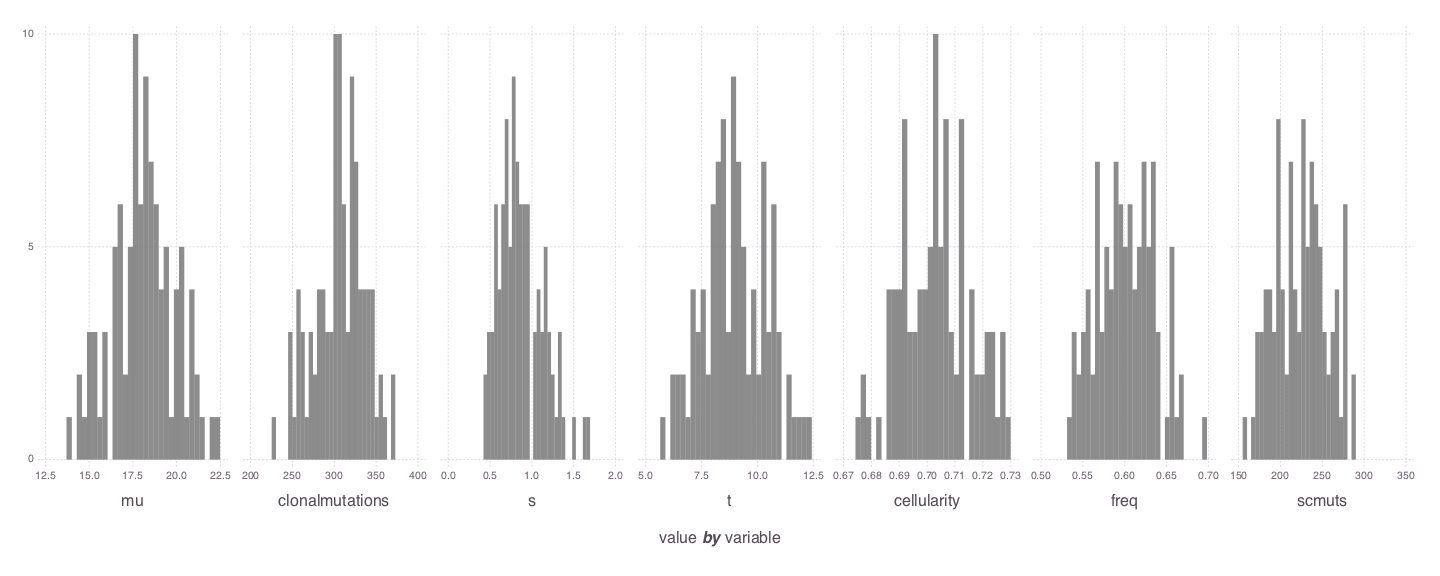 10
5
0
12.5 15.0 17.5 20.0 22.5 200 250 300 350 400 0.0 0.5 1.0 1.5 2.0 5.0 7.5 10.0 12.5 0.67 0.68 0.69 0.70 0.71 0.72 0.73 0.50 0.55 0.60 0.65 0.70 150 200 250 300 350
mu clonalmutations s t cellularity freq scmuts
value by variable